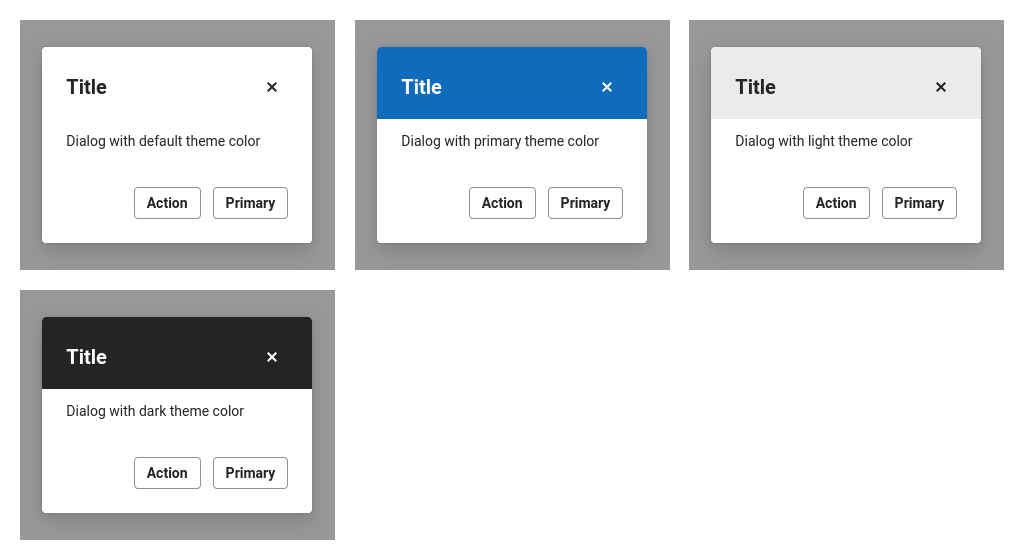 Title
Dialog with default theme color
Action Primary
Title
Dialog with primary theme color
Action Primary
Title
Dialog with light theme color
Action Primary
Title
Dialog with dark theme color
Action Primary